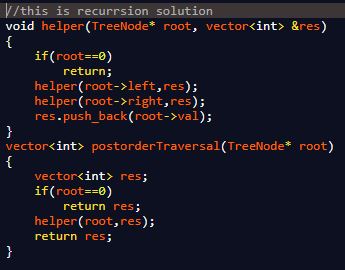 //this is recurrsion solution
void helper(TreeNode* root, vector<int> &res)
{
    if(root==0)
        return;
    helper(root->left,res);
    helper(root->right,res);
    res.push_back(root->val);
}
vector<int> postorderTraversal(TreeNode* root)
{
    vector<int> res;
    if(root==0)
        return res;
    helper(root,res);
    return res;
}